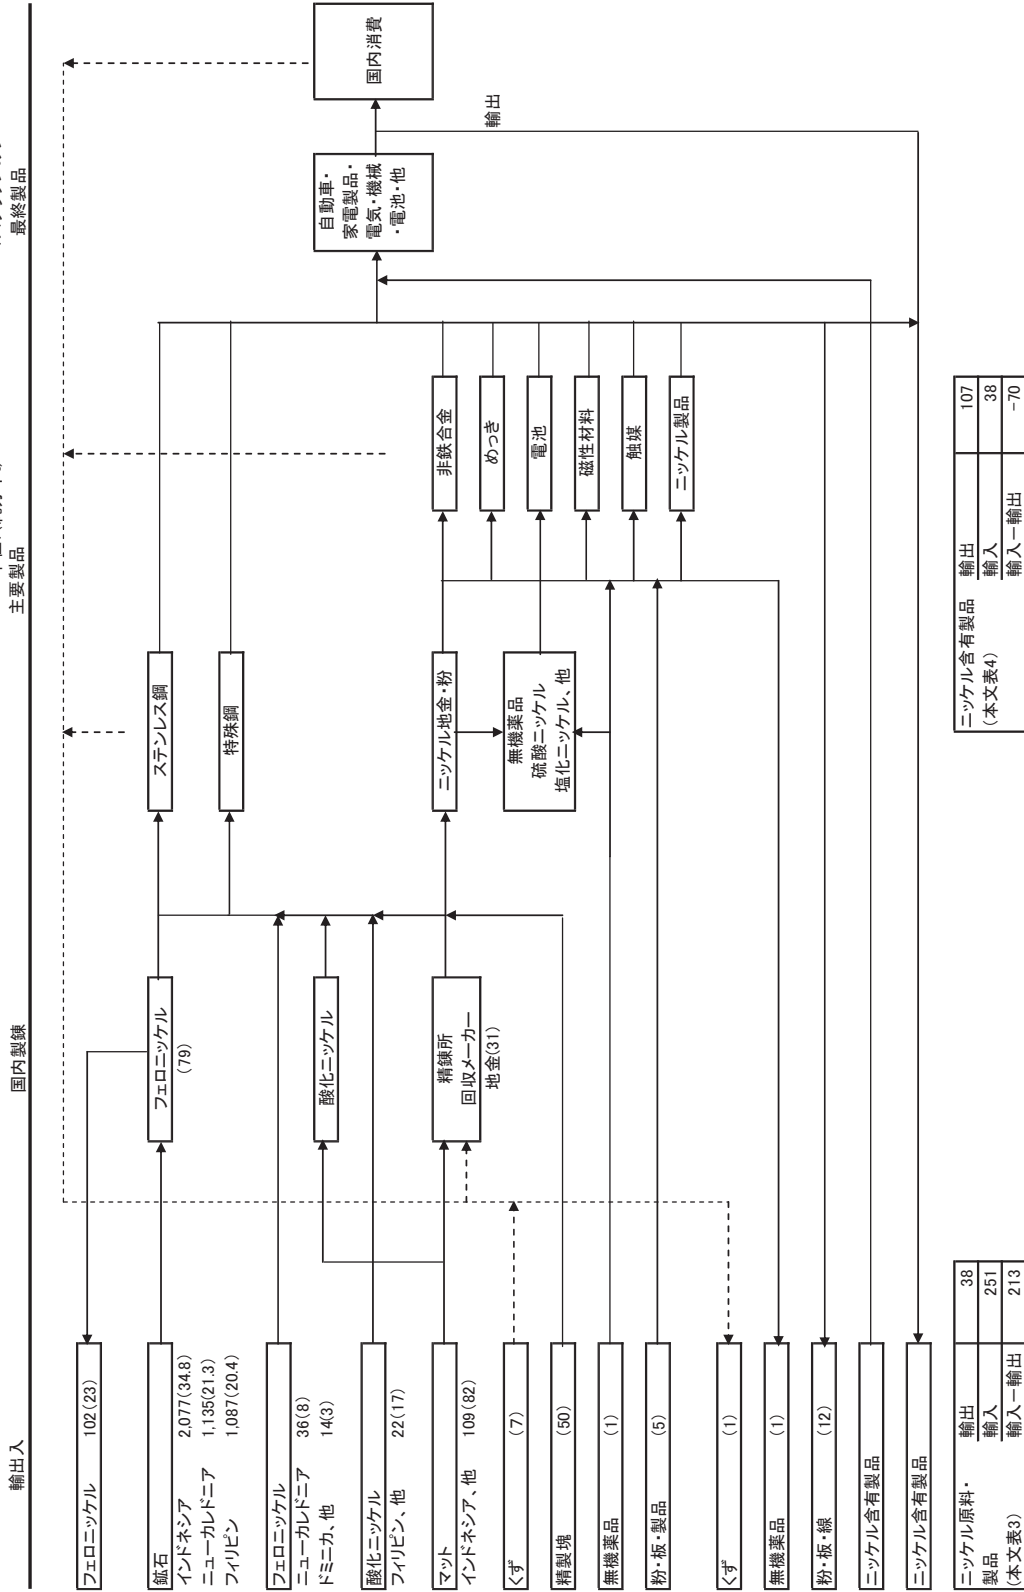 輸出入
国内製錬
主要製品
最終製品
フェロニッケル 102(23)
鉱石
インドネシア 2,077(34.8)
ニューカレドニア 1,135(21.3)
フィリピン 1,087(20.4)
フェロニッケル
ニューカレドニア 36(8)
ドミニカ、他 14(3)
酸化ニッケル
フィリピン、他 22(17)
マット
インドネシア、他 109(82)
くず (7)
精製塊 (50)
無機薬品 (1)
粉・板・製品 (5)
くず (1)
無機薬品 (1)
粉・板・線 (12)
ニッケル含有製品
ニッケル含有製品
フェロニッケル
(79)
酸化ニッケル
精錬所
回収メーカー
地金(31)
ステンレス鋼
特殊鋼
ニッケル地金・粉
無機薬品
硫酸ニッケル
塩化ニッケル、他
非鉄合金
めっき
電池
磁性材料
触媒
ニッケル製品
自動車・
家電製品・
電気・機械
・電池・他
国内消費
輸出
ニッケル原料・
製品
(本文表3)
輸出 38
輸入 251
輸入－輸出 213
ニッケル含有製品
(本文表4)
輸出 107
輸入 38
輸入－輸出 -70